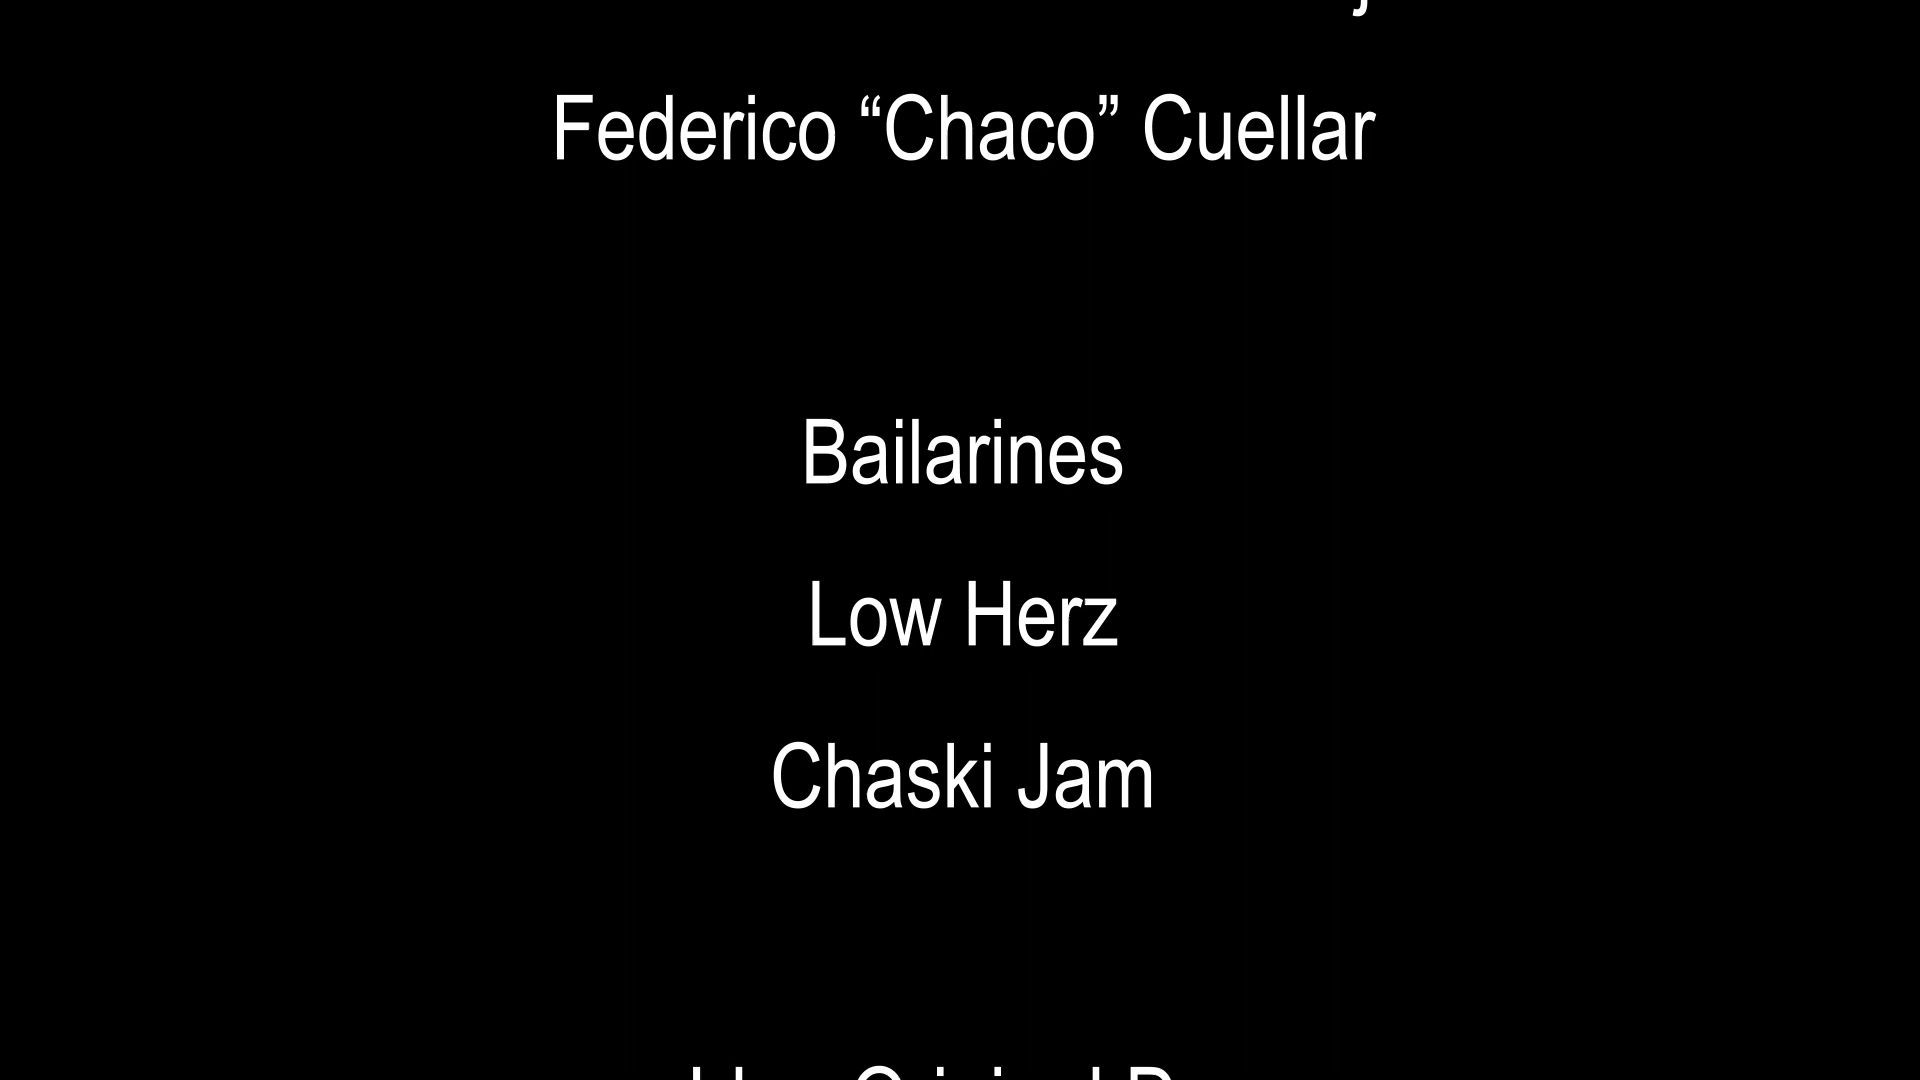 Federico “Chaco” Cuellar
Bailarines
Low Herz
Chaski Jam